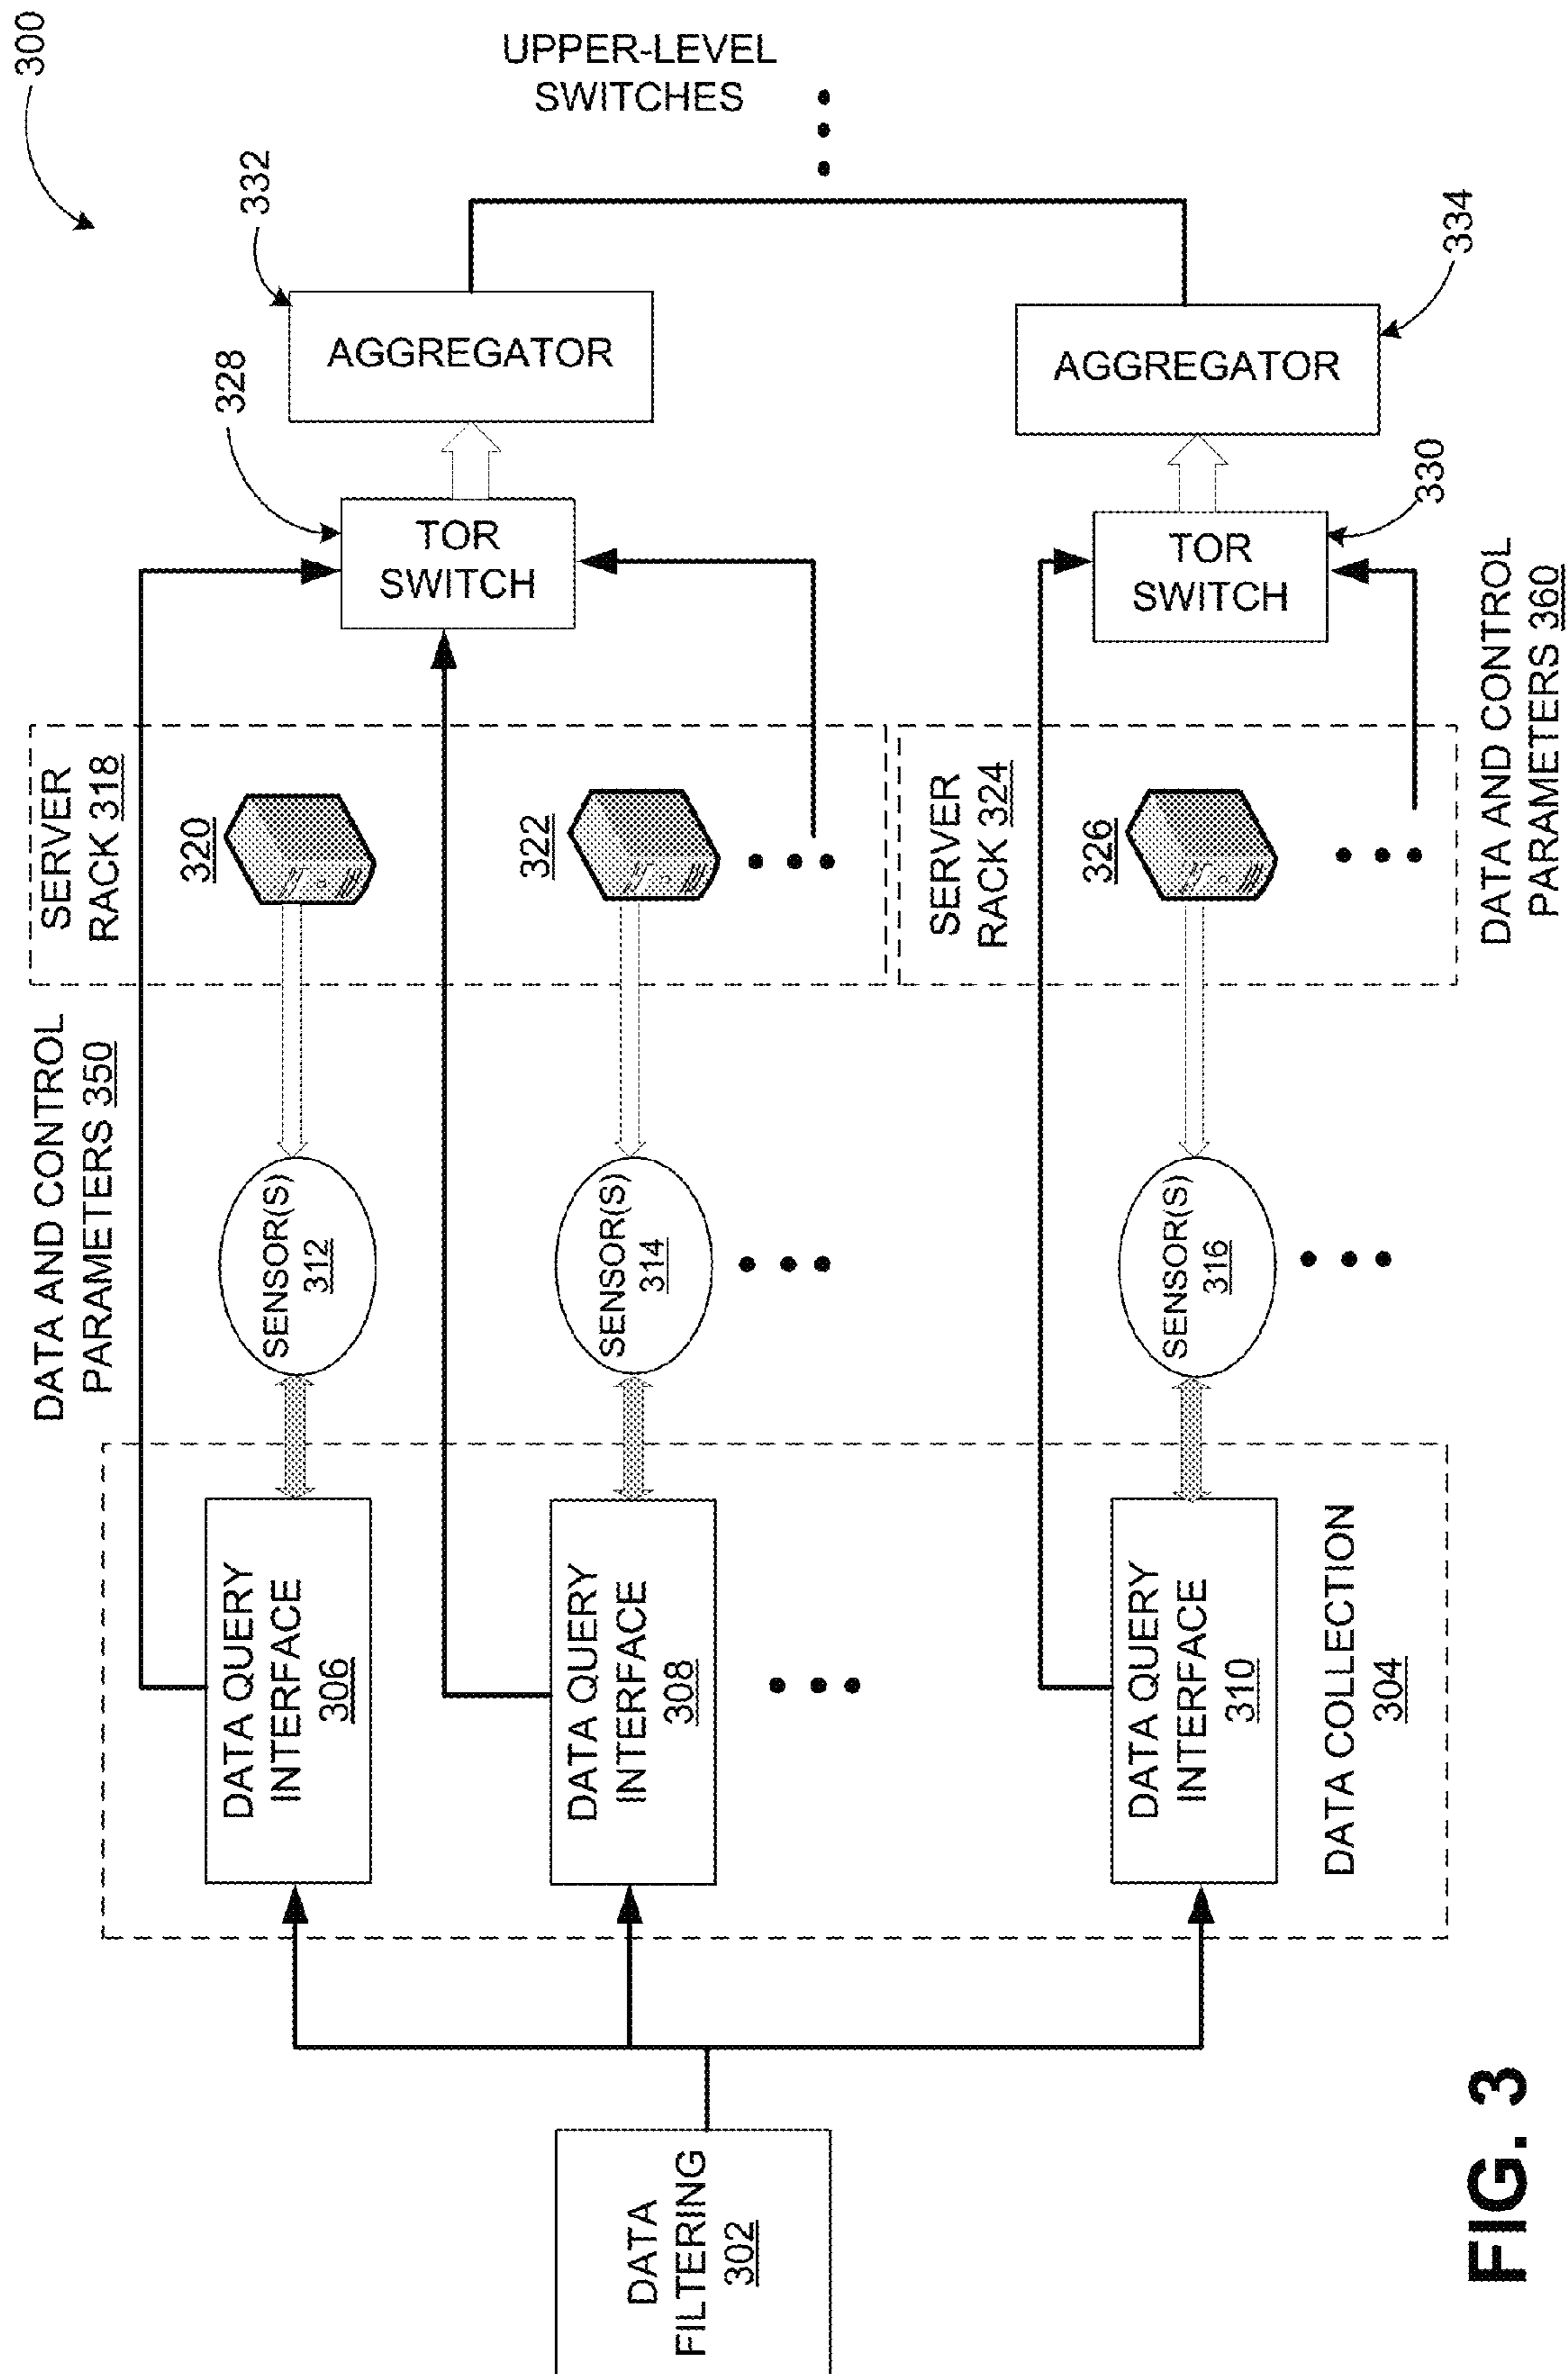 300
UPPER-LEVEL
SWITCHES
332
AGGREGATOR
328
TOR
SWITCH
AGGREGATOR
334
TOR
SWITCH
330
SERVER
RACK 318
320
322
SERVER
RACK 324
326
DATA AND CONTROL
PARAMETERS 360
DATA AND CONTROL
PARAMETERS 350
SENSOR(S)
312
SENSOR(S)
314
SENSOR(S)
316
DATA QUERY
INTERFACE
306
DATA QUERY
INTERFACE
308
DATA QUERY
INTERFACE
310
DATA COLLECTION
304
DATA
FILTERING
302
FIG. 3